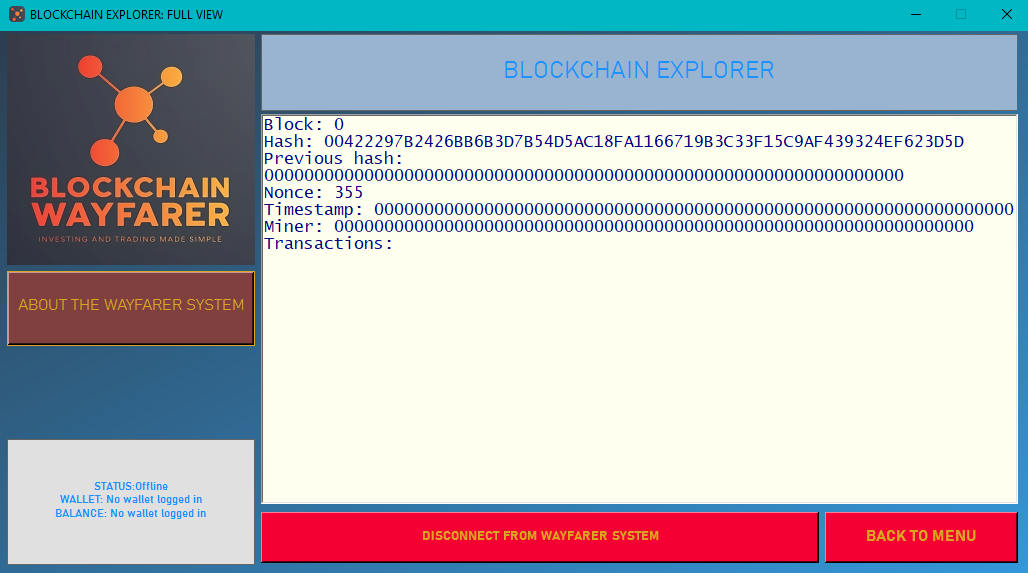 BLOCKCHAIN EXPLORER: FULL VIEW
BLOCKCHAIN
WAYFARER
INVESTING AND TRADING MADE SIMPLE
ABOUT THE WAYFARER SYSTEM
STATUS:Offline
WALLET: No wallet logged in
BALANCE: No wallet logged in
BLOCKCHAIN EXPLORER
Block: 0
Hash: 00422297B2426BB6B3D7B54D5AC18FA1166719B3C33F15C9AF439324EF623D5D
Previous hash:
0000000000000000000000000000000000000000000000000000000000000000
Nonce: 355
Timestamp: 0000000000000000000000000000000000000000000000000000000000000000
Miner: 0000000000000000000000000000000000000000000000000000000000000000
Transactions:
DISCONNECT FROM WAYFARER SYSTEM
BACK TO MENU